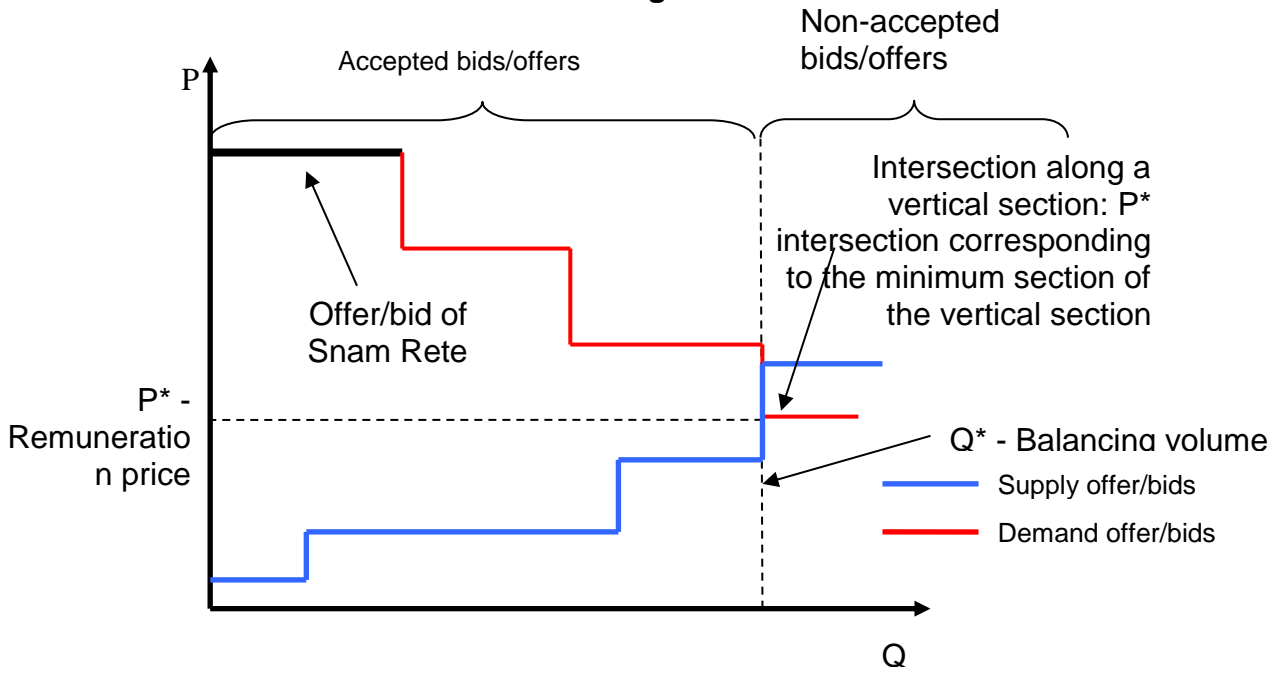 Non-accepted
bids/offers
Accepted bids/offers
P
Intersection along a
vertical section: P*
intersection corresponding
to the minimum section of
the vertical section
Offer/bid of
Snam Rete
P* -
Remuneratio
n price
Q* - Balancing volume
Supply offer/bids
Demand offer/bids
Q